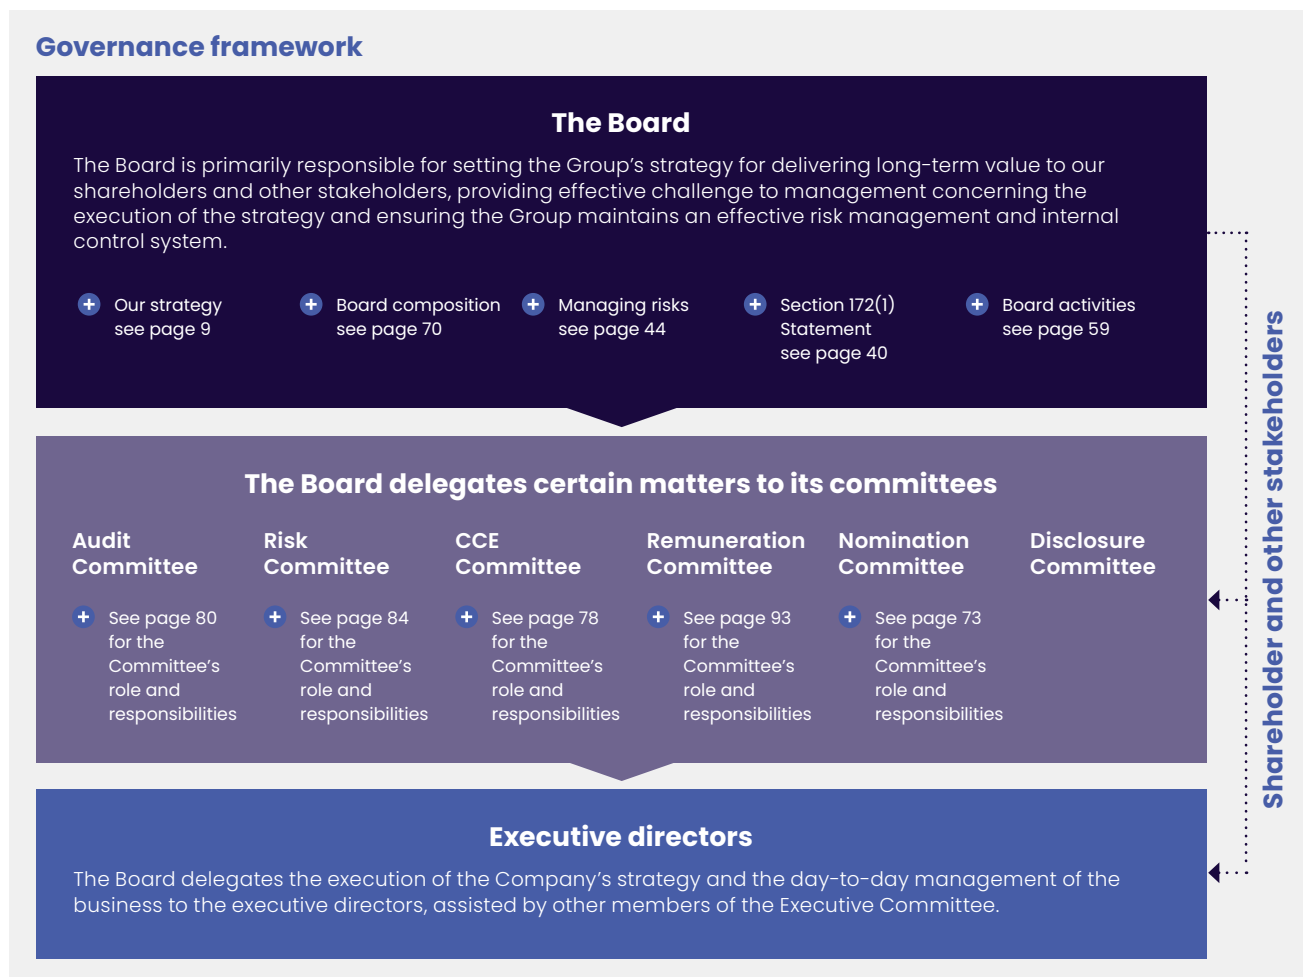 Governance framework
The Board
The Board is primarily responsible for setting the Group’s strategy for delivering long-term value to our
shareholders and other stakeholders, providing effective challenge to management concerning the
execution of the strategy and ensuring the Group maintains an effective risk management and internal
control system.
Our strategy
see page 9
Board composition
see page 70
Managing risks
see page 44
Section 172(1)
Statement
see page 40
Board activities
see page 59
The Board delegates certain matters to its committees
Audit
Committee
See page 80
for the
Committee’s
role and
responsibilities
Risk
Committee
See page 84
for the
Committee’s
role and
responsibilities
CCE
Committee
See page 78
for the
Committee’s
role and
responsibilities
Remuneration
Committee
See page 93
for the
Committee’s
role and
responsibilities
Nomination
Committee
See page 73
for the
Committee’s
role and
responsibilities
Disclosure
Committee
Executive directors
The Board delegates the execution of the Company’s strategy and the day-to-day management of the
business to the executive directors, assisted by other members of the Executive Committee.
Shareholder and other stakeholders